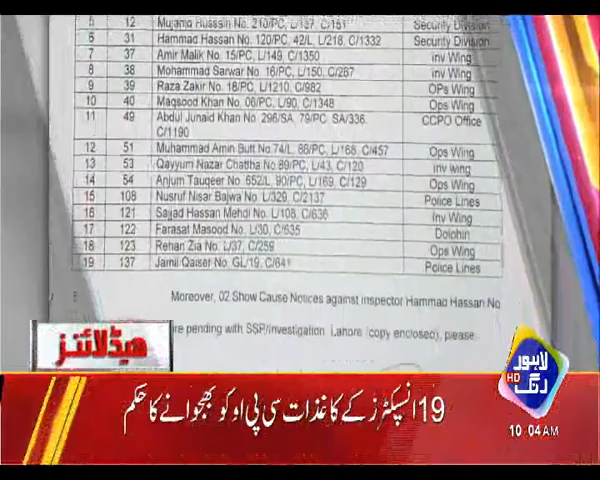 5 12 Mujahid Hussain No. 210/PC, L/137, C/151 Security Division
6 31 Hammad Hassan No. 120/PC, 42/L, L/218, C/1332 Security Division
7 37 Amir Malik No. 15/PC, L/149, C/1350 Inv Wing
8 38 Mohammad Sarwar No. 16/PC, L/150, C/267 inv Wing
9 39 Raza Zakir No. 18/PC, L/1210, C/982 OPs Wing
10 40 Maqsood Khan No. 06/PC, L/90, C/1348 Ops Wing
11 49 Abdul Junaid Khan No. 296/SA, 79/PC, SA/336, CCPO Office
C/1190
12 51 Muhammad Amin Butt No. 74/L, 88/PC, L/168, C/457 Ops Wing
13 53 Qayyum Nazar Chatha No 89/PC, L/43, C/120 inv wing
14 54 Anjum Tauqeer No. 652/L, 90/PC, L/169, C/129 Ops Wing
15 108 Nusruf Nisar Bajwa No. L/329, C/2137 Police Lines
16 121 Sajjad Hassan Mehdi No. L/108, C/636 Inv Wing
17 122 Farasat Masood No. L/30, C/635 Dolphin
18 123 Rehan Zia No. L/37, C/259 Ops Wing
19 137 Jamil Qaiser No. GL/19, C/641 Police Lines
Moreover, 02 Show Cause Notices against inspector Hammad Hassan No
re pending with SSP/Investigation Lahore (copy enclosed), please.
ہیڈلائنز
لاہور
رنگ
HD
19 انسپکٹرز کے کاغذات سی پی او کو بھجوانے کا حکم
10:04AM